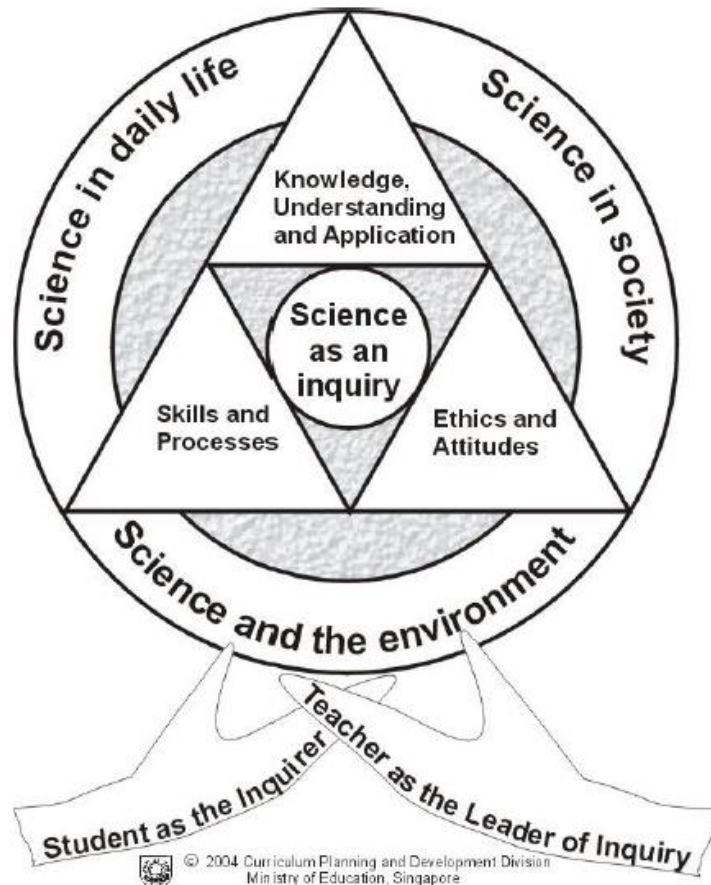 Science in daily life
Science in society
Knowledge,
Understanding
and Application
Science
as an
inquiry
Skills and
Processes
Ethics and
Attitudes
Science and the environment
Student as the Inquirer
Teacher as the Leader of Inquiry
© 2004 Curriculum Planning and Development Division
Ministry of Education, Singapore